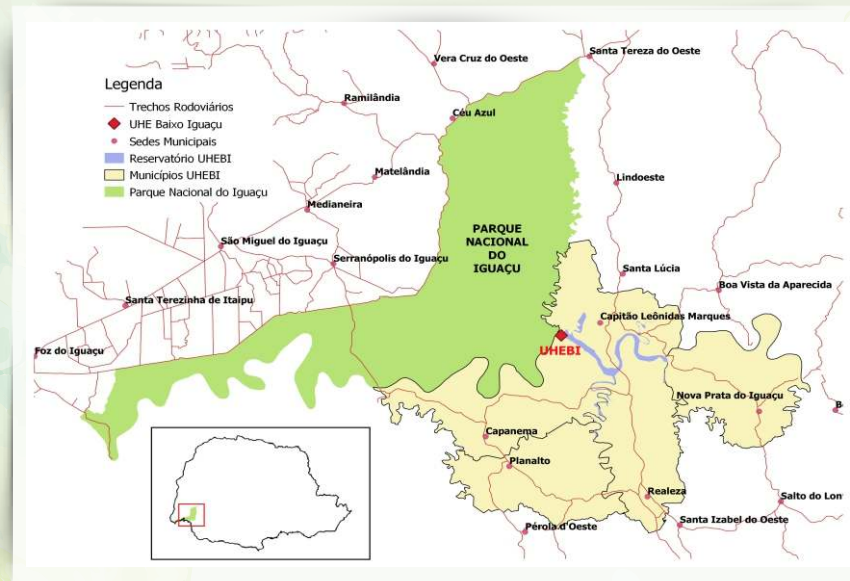 Legenda
Trechos Rodoviários
UHE Baixo Iguaçu
Sedes Municipais
Reservatório UHEBI
Municípios UHEBI
Parque Nacional do Iguaçu
Vera Cruz do Oeste
Santa Tereza do Oeste
Ramilândia
Céu Azul
Matelândia
Lindoeste
Medianeira
PARQUE
NACIONAL
DO
IGUAÇU
São Miguel do Iguaçu
Serranópolis do Iguaçu
Santa Lúcia
Boa Vista da Aparecida
Santa Terezinha de Itaipu
Capitão Leônidas Marques
Foz do Iguaçu
UHEBI
Nova Prata do Iguaçu
B
Capanema
Planalto
Realeza
Salto do Lon
Pérola d'Oeste
Santa Izabel do Oeste